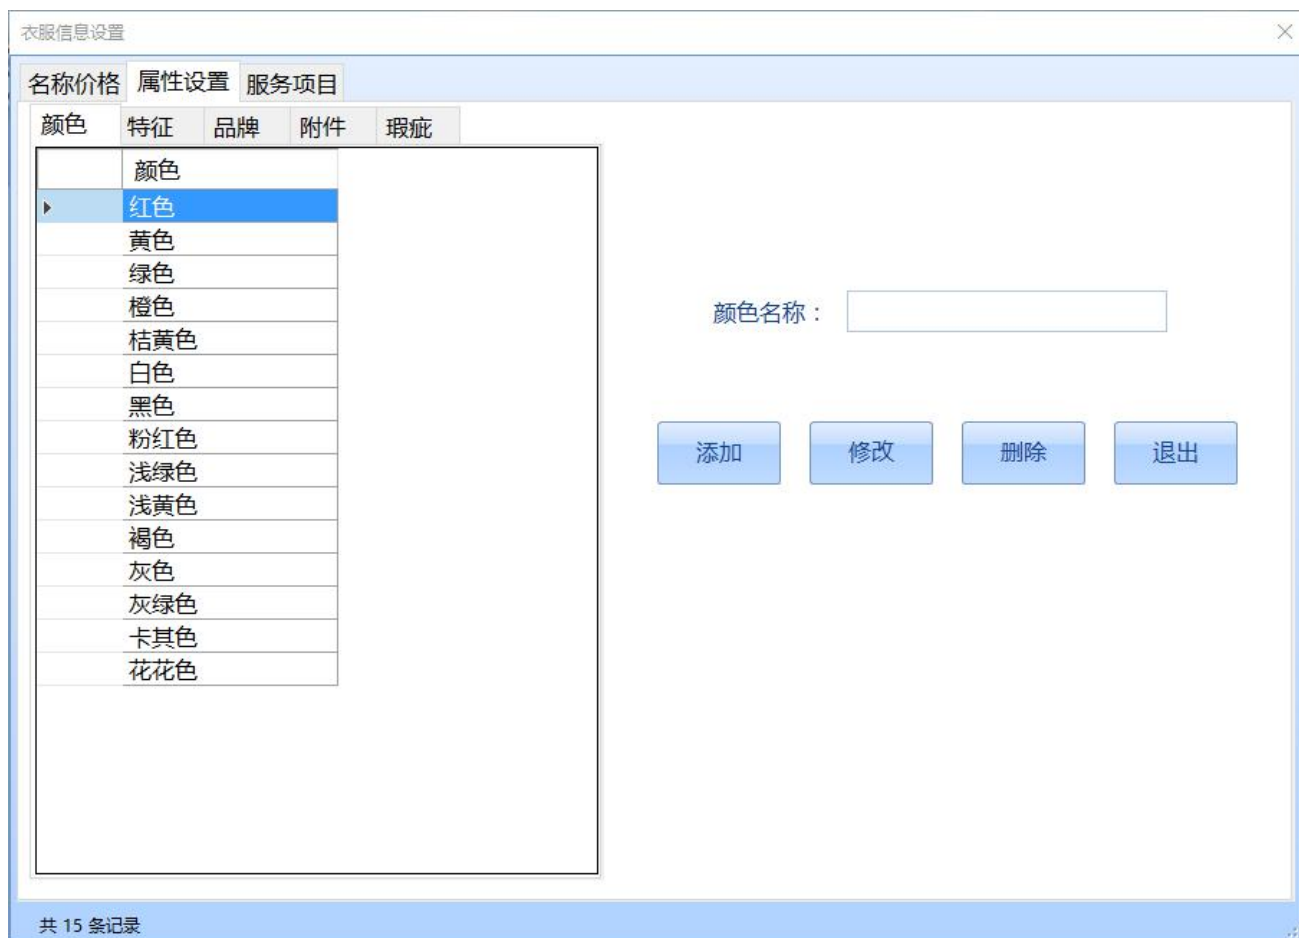 衣服信息设置
名称价格 属性设置 服务项目
颜色 特征 品牌 附件 瑕疵
颜色
红色
黄色
绿色
橙色
桔黄色
白色
黑色
粉红色
浅绿色
浅黄色
褐色
灰色
灰绿色
卡其色
花花色
颜色名称：
添加 修改 删除 退出
共 15 条记录